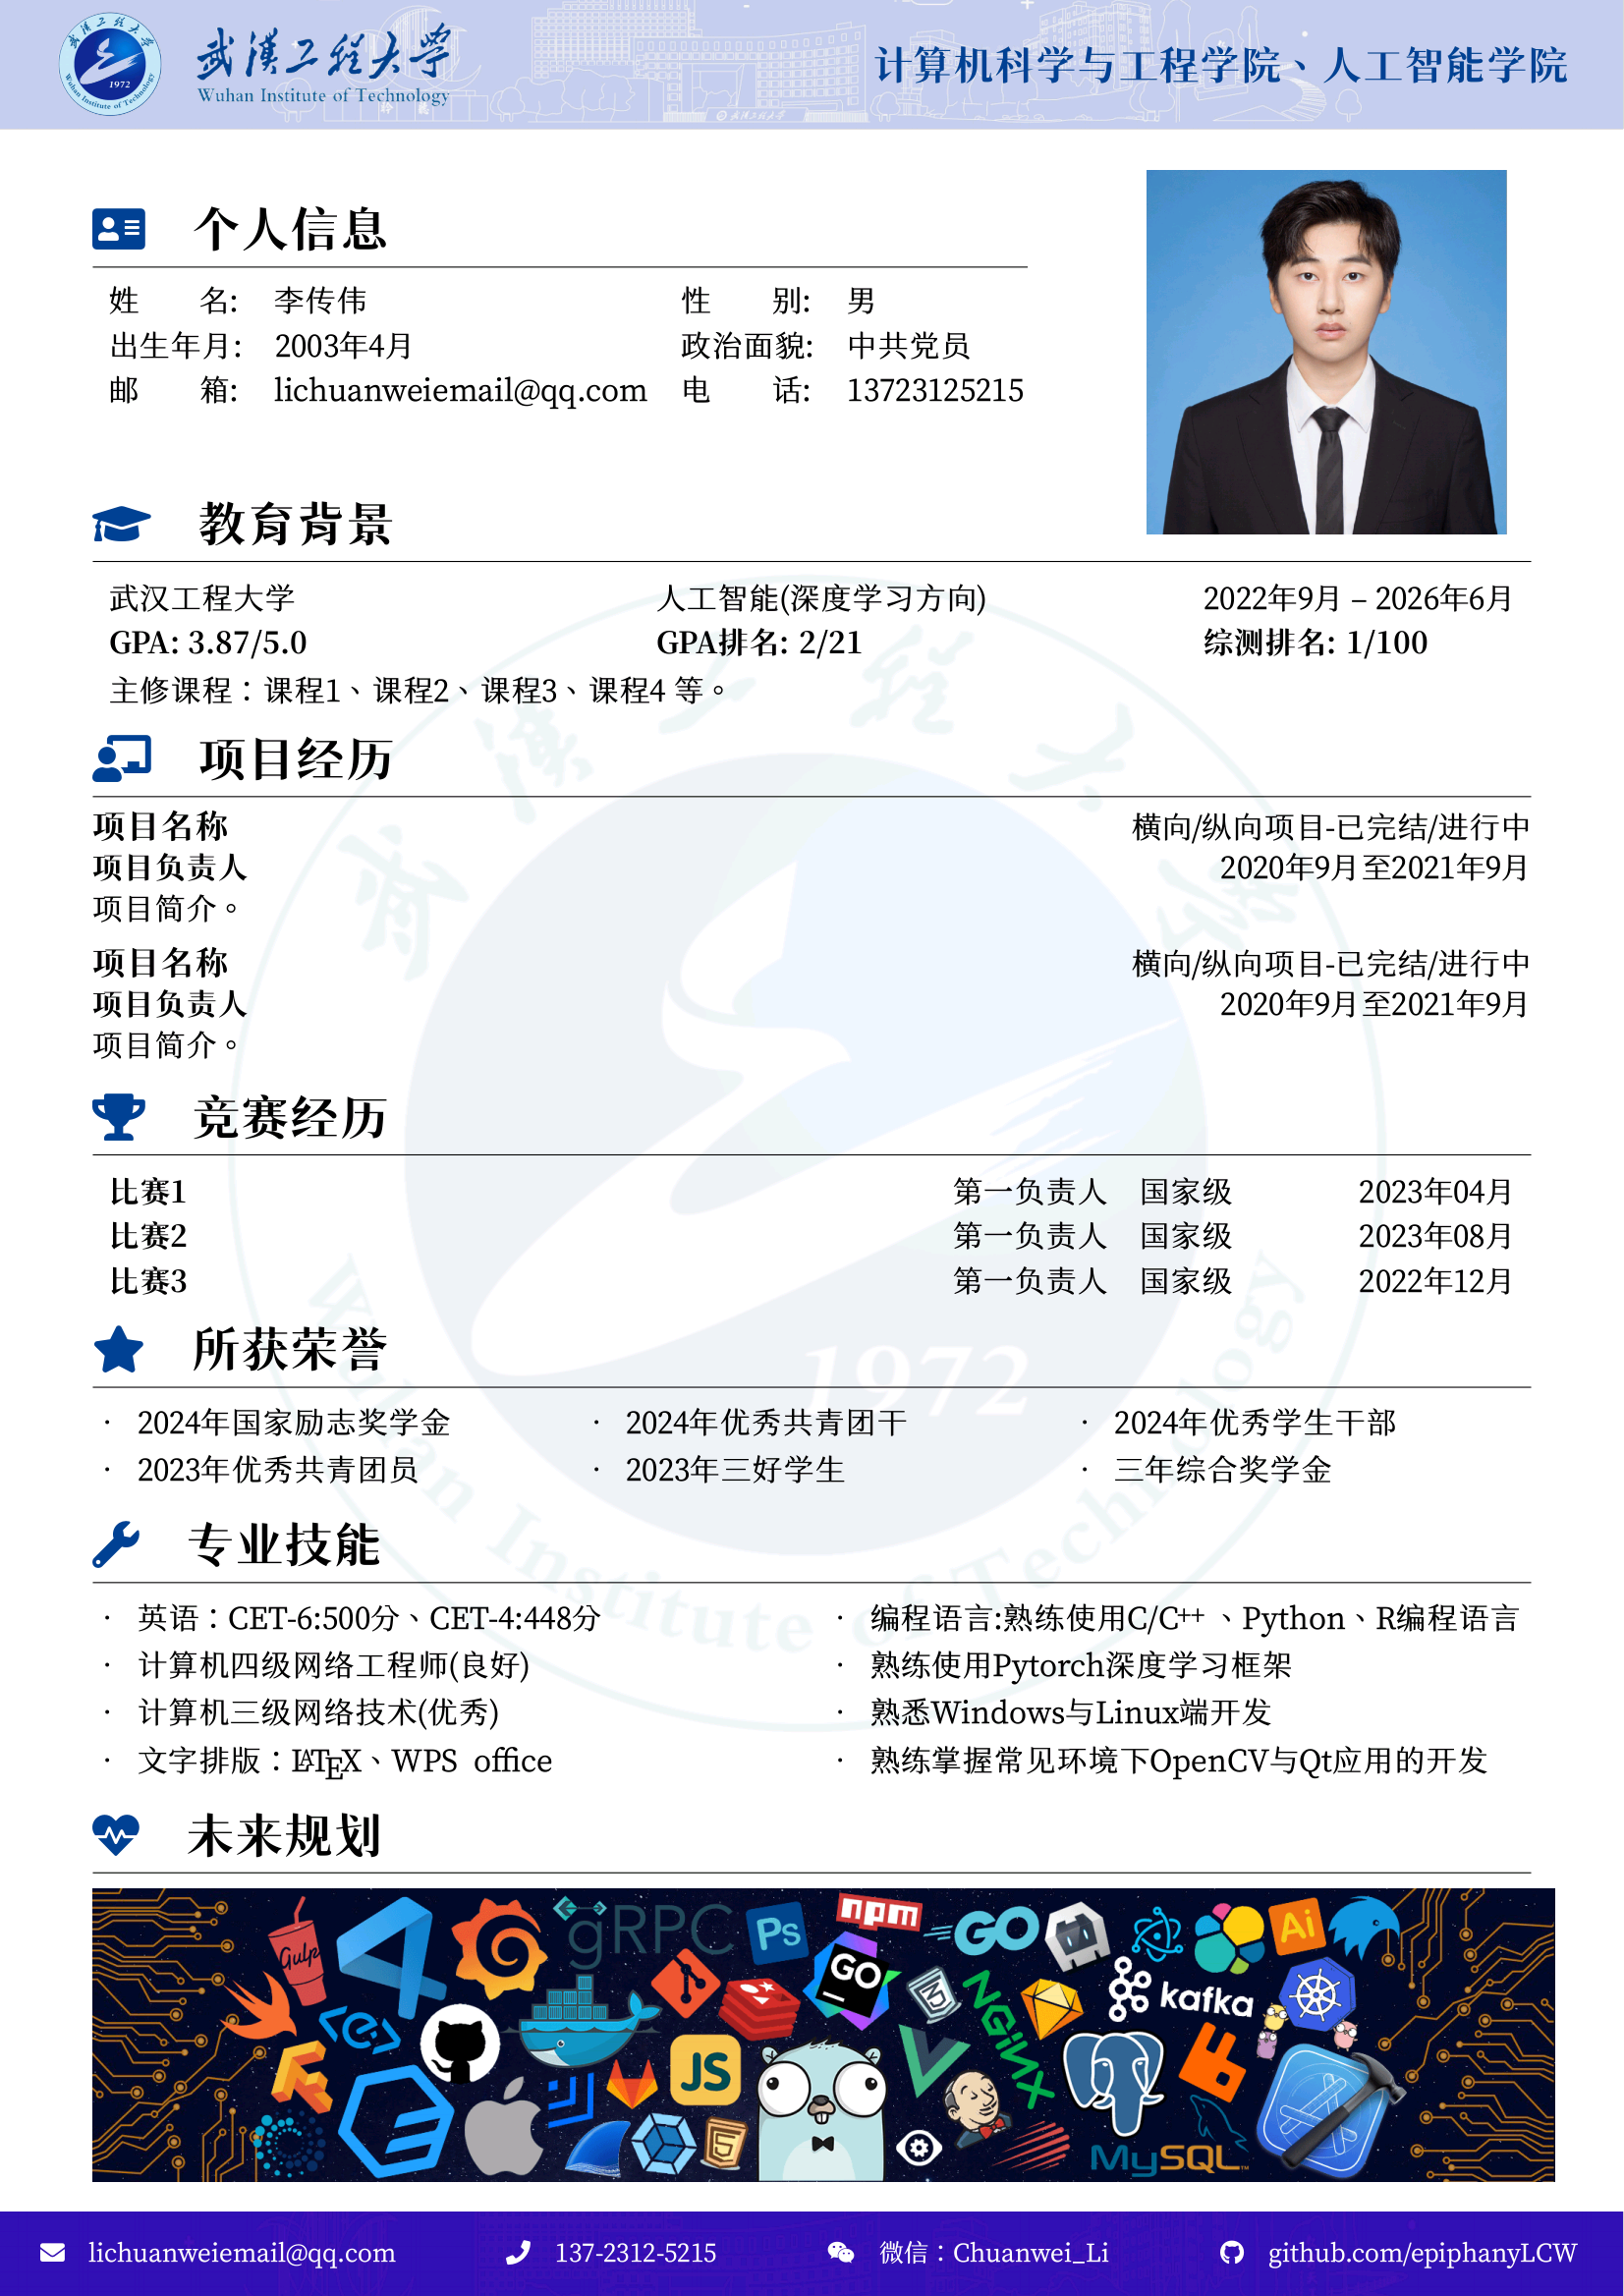 武汉工程大学
Wuhan Institute of Technology
1972
计算机科学与工程学院、人工智能学院
个人信息
姓 名: 李传伟 性 别: 男
出生年月: 2003年4月 政治面貌: 中共党员
邮 箱: lichuanweiemail@qq.com 电 话: 13723125215
教育背景
武汉工程大学 人工智能(深度学习方向) 2022年9月 – 2026年6月
GPA: 3.87/5.0 GPA排名: 2/21 综测排名: 1/100
主修课程：课程1、课程2、课程3、课程4 等。
项目经历
项目名称 横向/纵向项目-已完结/进行中
项目负责人 2020年9月至2021年9月
项目简介。
项目名称 横向/纵向项目-已完结/进行中
项目负责人 2020年9月至2021年9月
项目简介。
竞赛经历
比赛1 第一负责人 国家级 2023年04月
比赛2 第一负责人 国家级 2023年08月
比赛3 第一负责人 国家级 2022年12月
所获荣誉
· 2024年国家励志奖学金 · 2024年优秀共青团干 · 2024年优秀学生干部
· 2023年优秀共青团员 · 2023年三好学生 · 三年综合奖学金
专业技能
· 英语：CET-6:500分、CET-4:448分 · 编程语言:熟练使用C/C++ 、Python、R编程语言
· 计算机四级网络工程师(良好) · 熟练使用Pytorch深度学习框架
· 计算机三级网络技术(优秀) · 熟悉Windows与Linux端开发
· 文字排版：LATEX、WPS office · 熟练掌握常见环境下OpenCV与Qt应用的开发
未来规划
Gulp
gRPC
Ps
npm
GO
Ai
GO
NGiNX
kafka
JS
MySQL
lichuanweiemail@qq.com 137-2312-5215 微信：Chuanwei_Li github.com/epiphanyLCW
武汉工程大学
Wuhan Institute of Technology
1972